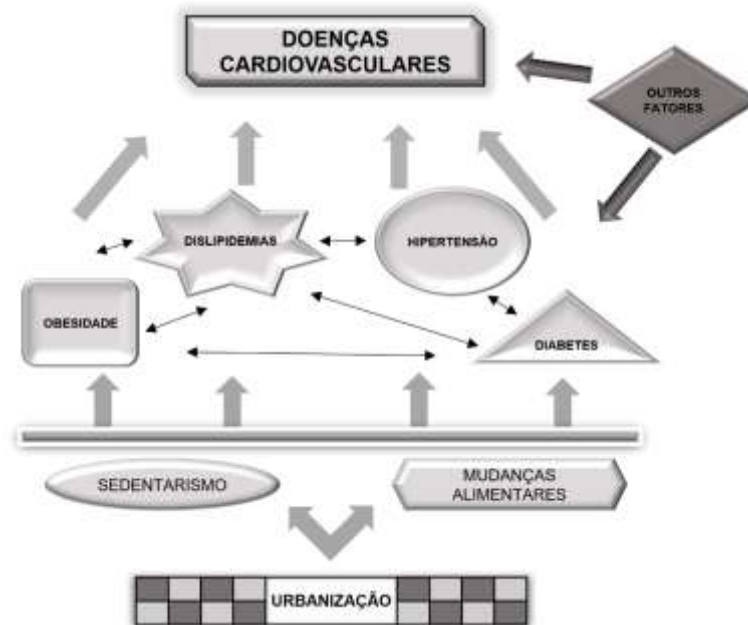 DOENÇAS
CARDIOVASCULARES
OUTROS
FATORES
DISLIPIDEMIAS
HIPERTENSÃO
OBESIDADE
DIABETES
SEDENTARISMO
MUDANÇAS
ALIMENTARES
URBANIZAÇÃO